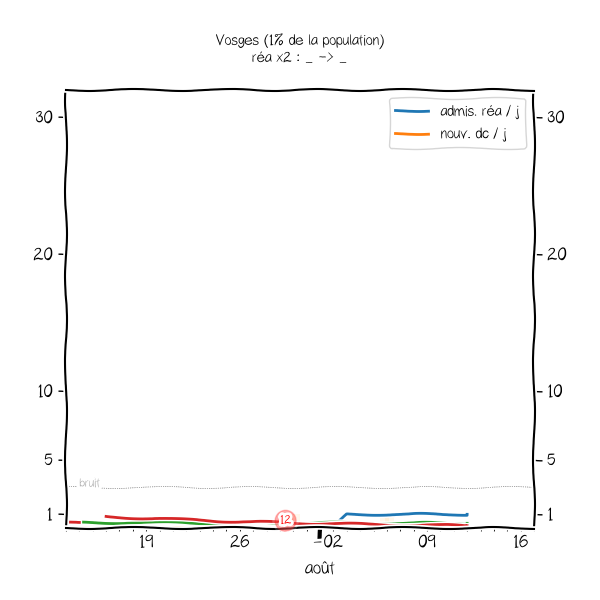 Vosges (1% de la population)
réa x2 : _ -> _
admis. réa / j
nouv. dc / j
30
30
20
20
10
10
5
5
bruit
1
12
1
19
26
02
09
16
août